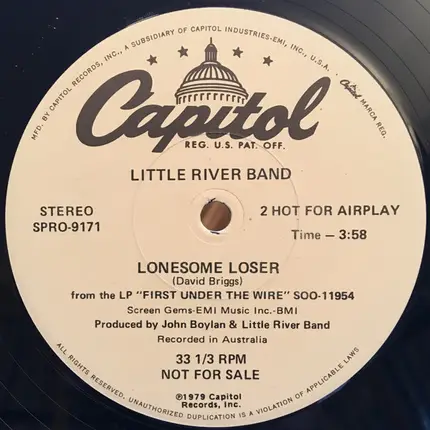 MFD. BY CAPITOL RECORDS, INC., A SUBSIDIARY OF CAPITOL INDUSTRIES-EMI, INC., U.S.A.
Capitol MARCA REG.
Capitol
REG. U.S. PAT. OFF.
LITTLE RIVER BAND
STEREO
SPRO-9171
2 HOT FOR AIRPLAY
Time — 3:58
LONESOME LOSER
(David Briggs)
from the LP "FIRST UNDER THE WIRE" SOO-11954
Screen Gems-EMI Music Inc.-BMI
Produced by John Boylan & Little River Band
Recorded in Australia
33 1/3 RPM
NOT FOR SALE
℗1979 Capitol
Records, Inc.
ALL RIGHTS RESERVED. UNAUTHORIZED DUPLICATION IS A VIOLATION OF APPLICABLE LAWS